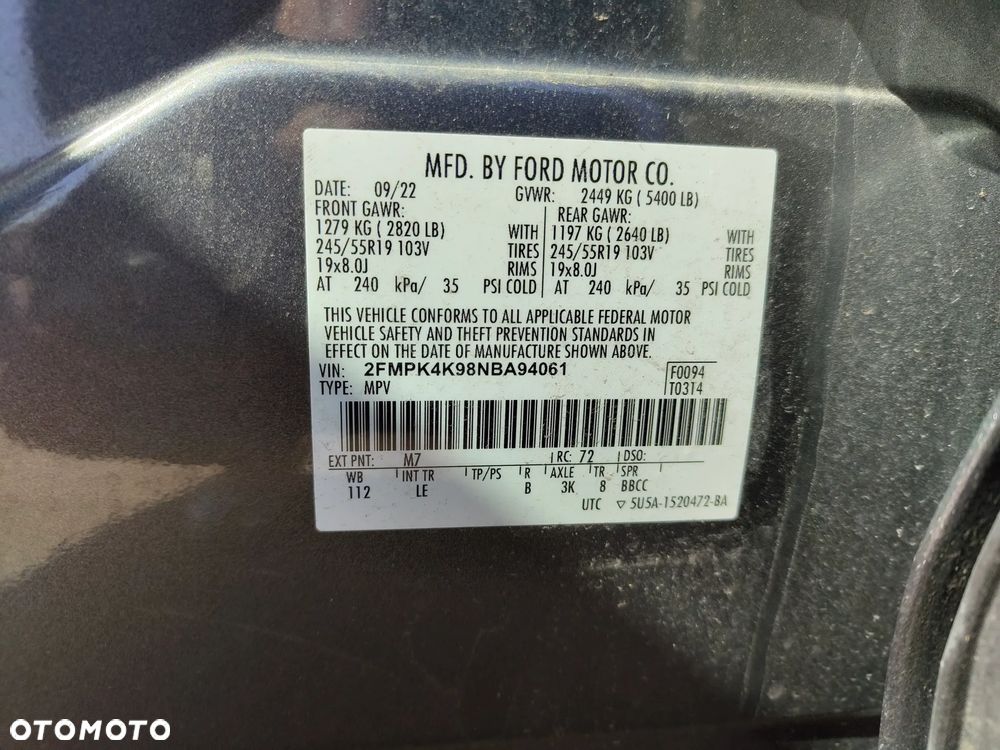 MFD. BY FORD MOTOR CO.
DATE: 09/22 GVWR: 2449 KG ( 5400 LB)
FRONT GAWR: REAR GAWR:
1279 KG ( 2820 LB) WITH 1197 KG ( 2640 LB) WITH
245/55R19 103V TIRES 245/55R19 103V TIRES
19x8.0J RIMS 19x8.0J RIMS
AT 240 kPa/ 35 PSI COLD AT 240 kPa/ 35 PSI COLD
THIS VEHICLE CONFORMS TO ALL APPLICABLE FEDERAL MOTOR
VEHICLE SAFETY AND THEFT PREVENTION STANDARDS IN
EFFECT ON THE DATE OF MANUFACTURE SHOWN ABOVE.
VIN: 2FMPK4K98NBA94061 F0094
TYPE: MPV T0314
EXT PNT: M7 RC: 72 DSO:
WB INT TR TP/PS R AXLE TR SPR
112 LE B 3K 8 BBCC
UTC ▽ 5U5A-1520472-BA
OTOMOTO